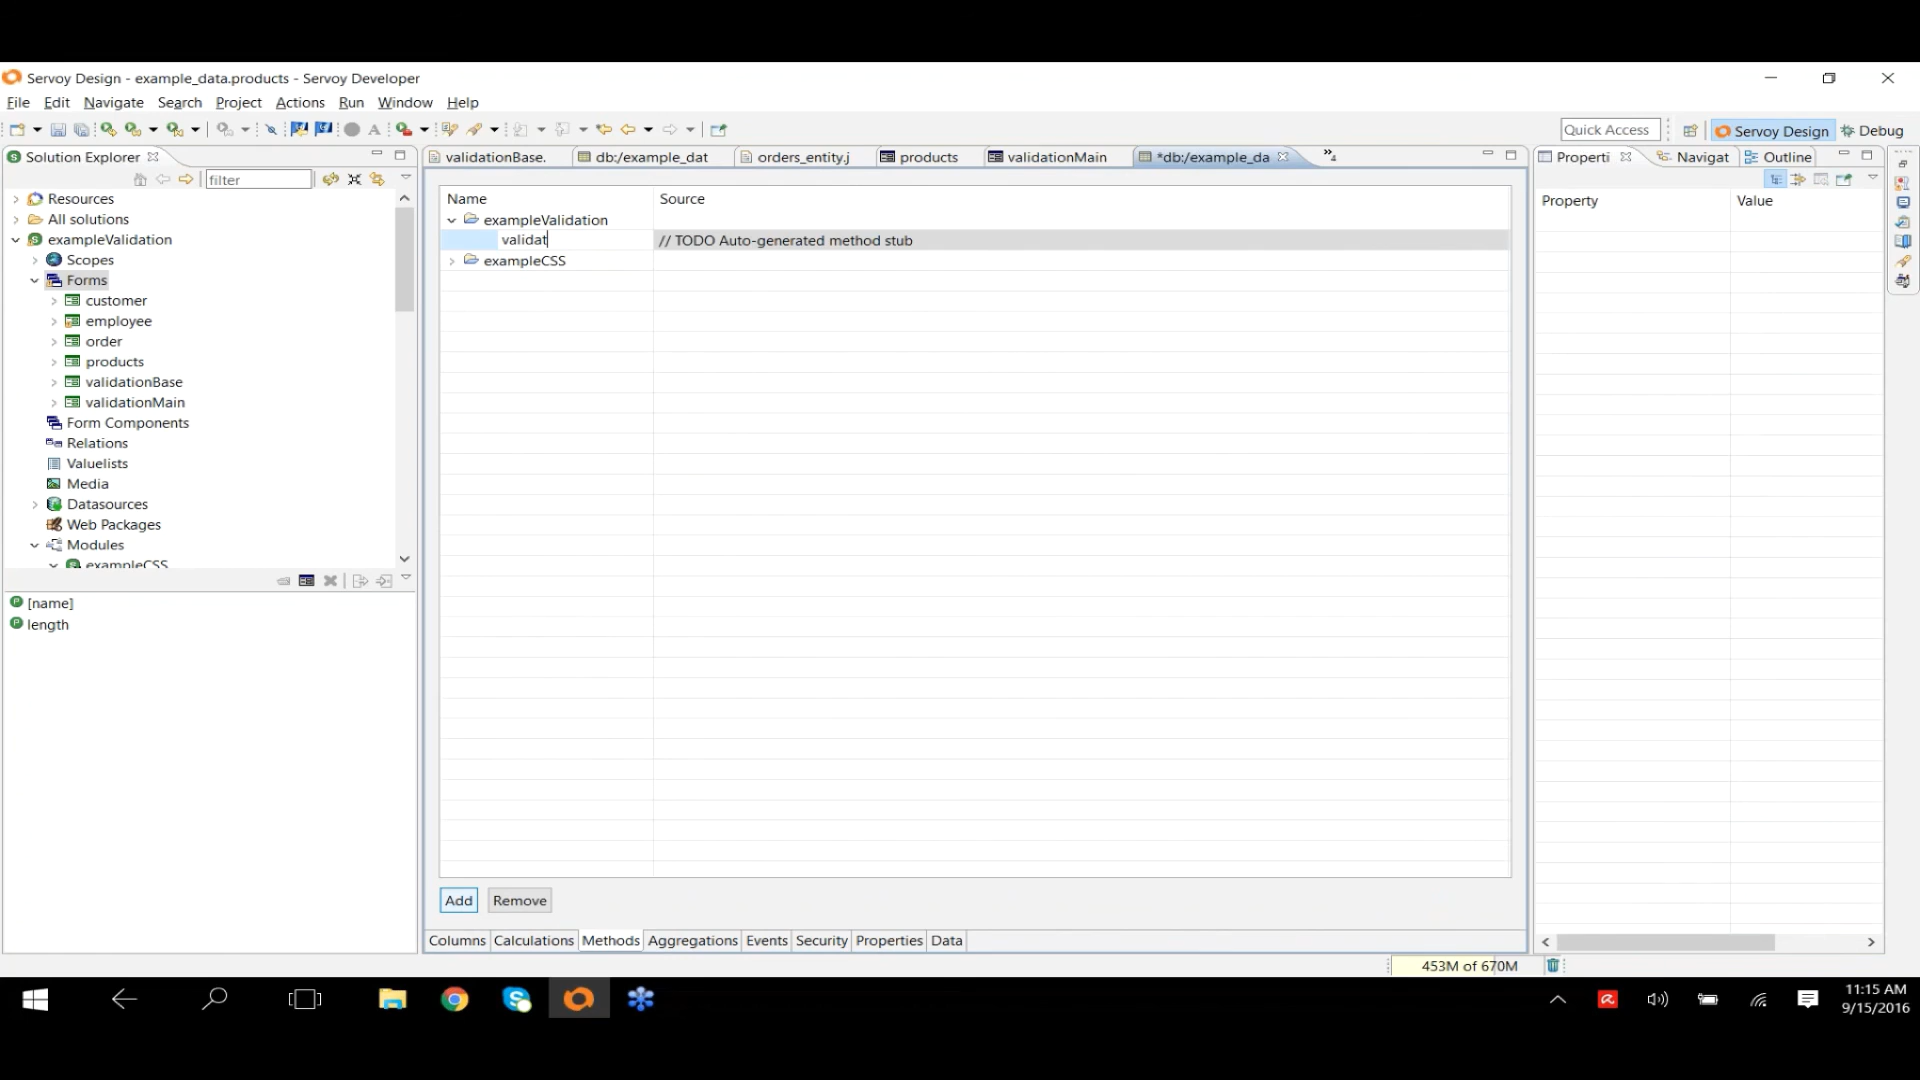 Servoy Design - example_data.products - Servoy Developer
File Edit Navigate Search Project Actions Run Window Help
Quick Access
Servoy Design
Debug
Solution Explorer
filter
Resources
All solutions
exampleValidation
Scopes
Forms
customer
employee
order
products
validationBase
validationMain
Form Components
Relations
Valuelists
Media
Datasources
Web Packages
Modules
exampleCSS
[name]
length
validationBase.
db:/example_dat
orders_entity.j
products
validationMain
*db:/example_da
»4
Name Source
exampleValidation
validat // TODO Auto-generated method stub
exampleCSS
Add Remove
Columns Calculations Methods Aggregations Events Security Properties Data
Properti
Navigat
Outline
Property Value
453M of 670M
11:15 AM
9/15/2016